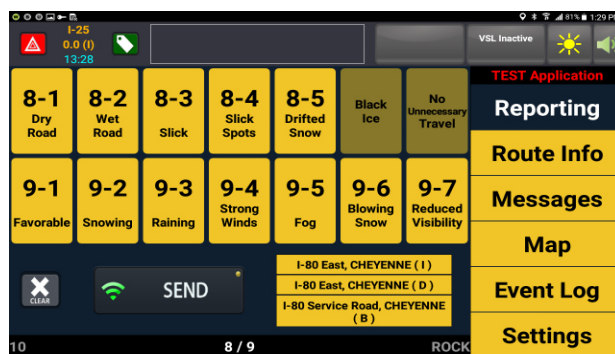 81% 1:29 PM
I-25
0.0 (I)
13:28
VSL Inactive
TEST Application
8-1
Dry
Road
8-2
Wet
Road
8-3
Slick
8-4
Slick
Spots
8-5
Drifted
Snow
Black
Ice
No
Unnecessary
Travel
9-1
Favorable
9-2
Snowing
9-3
Raining
9-4
Strong
Winds
9-5
Fog
9-6
Blowing
Snow
9-7
Reduced
Visibility
Reporting
Route Info
Messages
Map
Event Log
Settings
CLEAR
SEND
I-80 East, CHEYENNE ( I )
I-80 East, CHEYENNE ( D )
I-80 Service Road, CHEYENNE
( B )
10
8 / 9
ROCK